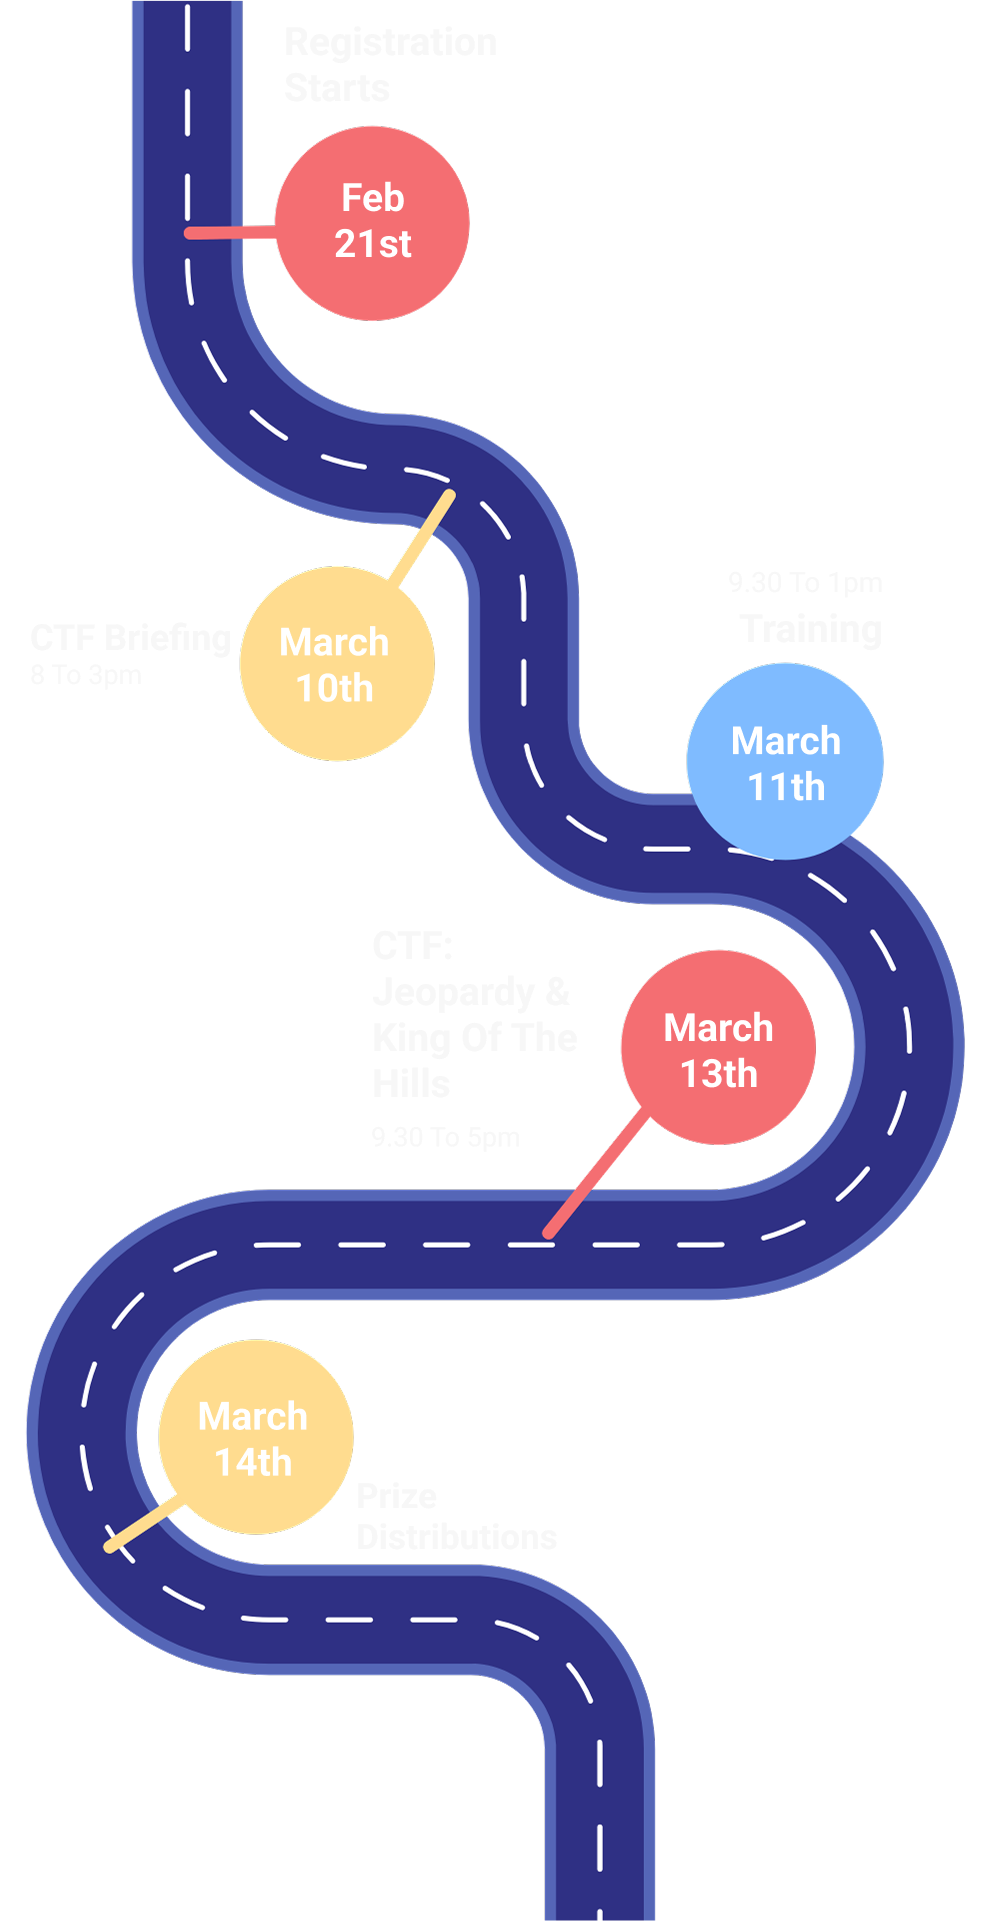 Registration
Starts
Feb
21st
CTF Briefing
8 To 3pm
March
10th
9.30 To 1pm
Training
March
11th
CTF:
Jeopardy &
King Of The
Hills
9.30 To 5pm
March
13th
March
14th
Prize
Distributions